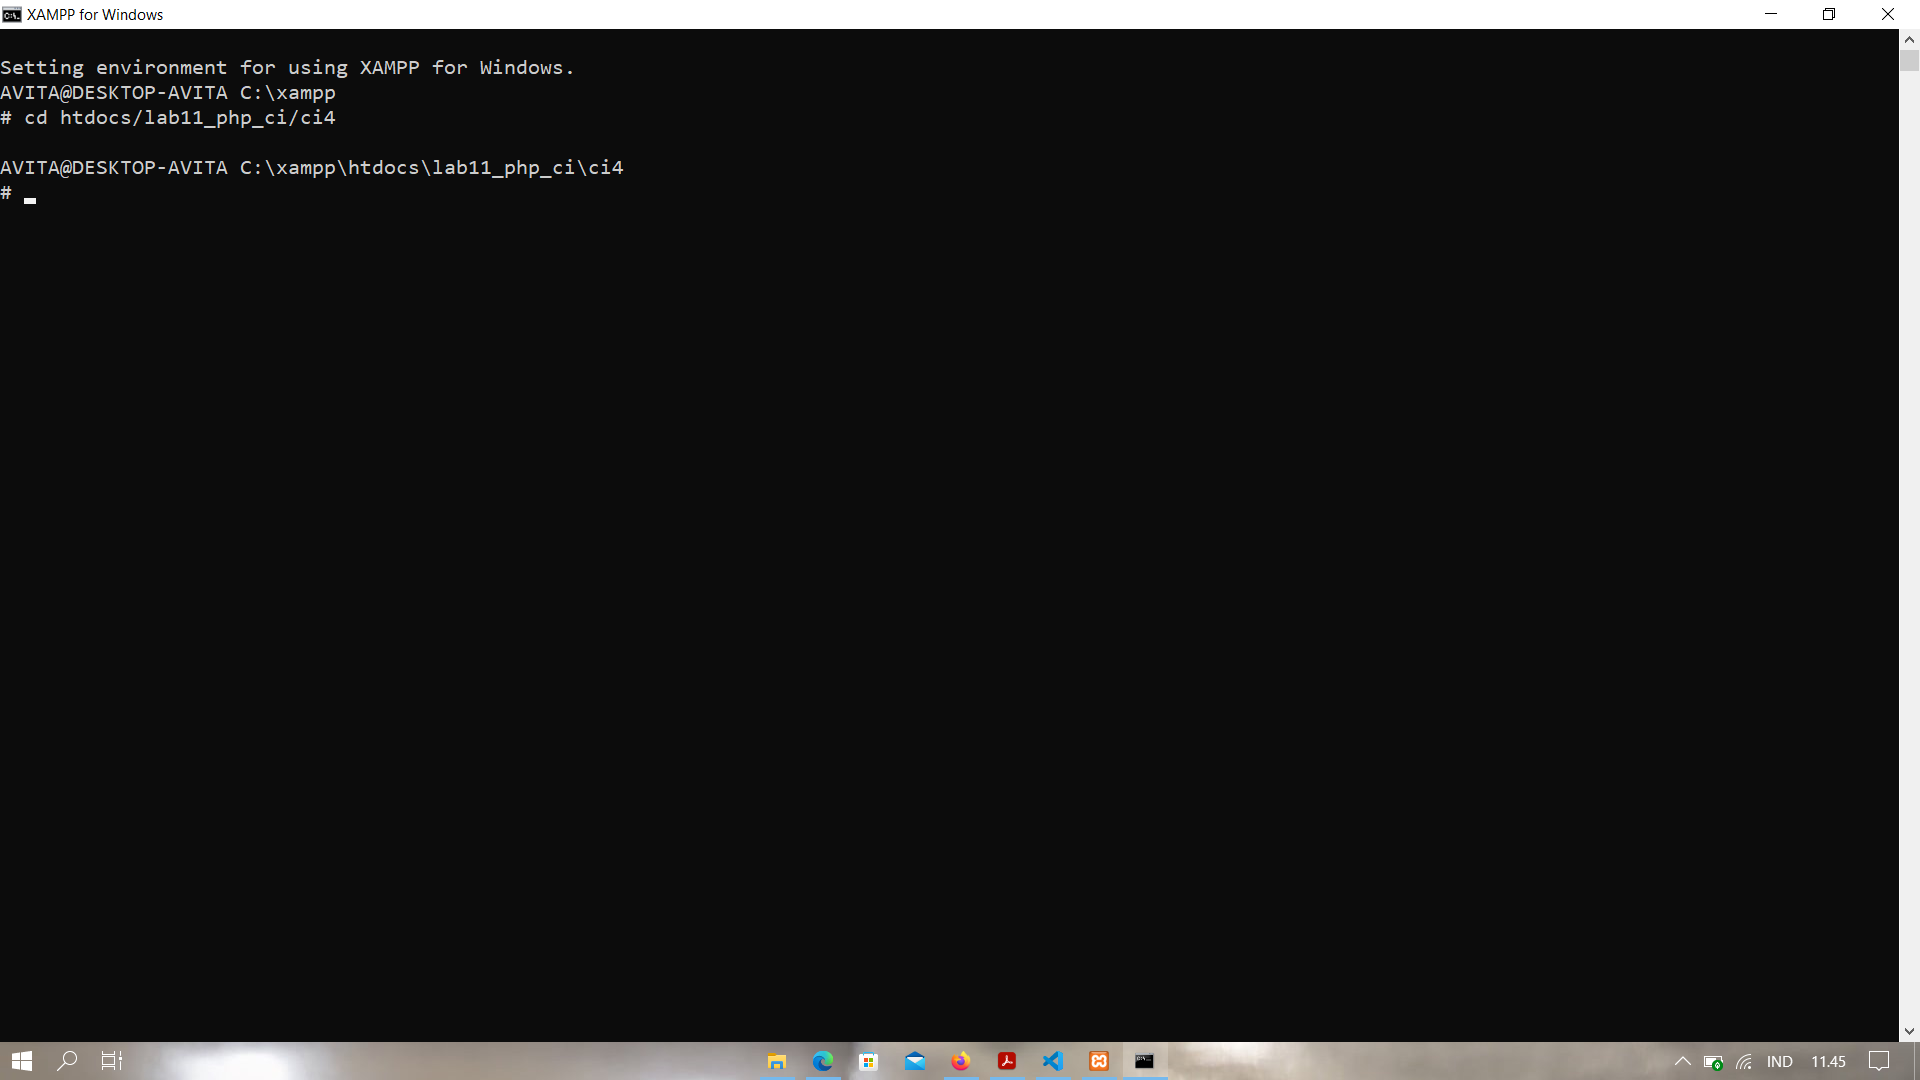 XAMPP for Windows
Setting environment for using XAMPP for Windows.
AVITA@DESKTOP-AVITA C:\xampp
# cd htdocs/lab11_php_ci/ci4
AVITA@DESKTOP-AVITA C:\xampp\htdocs\lab11_php_ci\ci4
#
IND 11.45